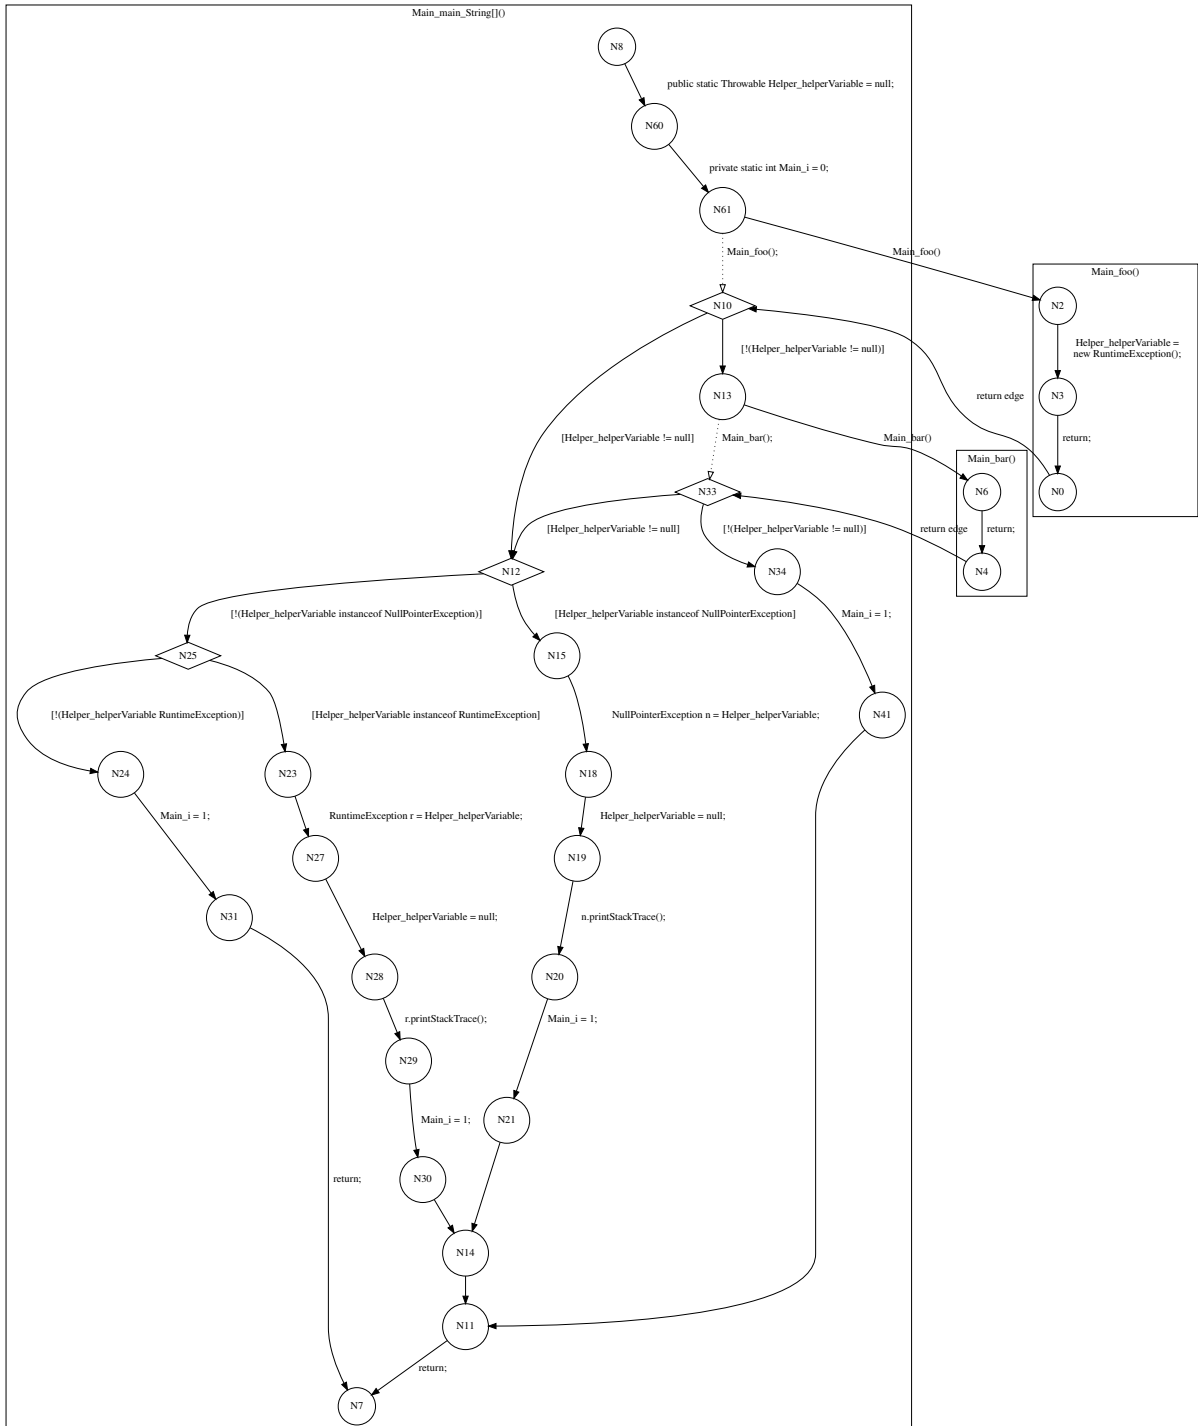 Main_main_String[]()
N8
public static Throwable Helper_helperVariable = null;
N60
private static int Main_i = 0;
N61
Main_foo();
Main_foo()
Main_foo()
N2
N10
Helper_helperVariable =
new RuntimeException();
[!(Helper_helperVariable != null)]
N13
return edge
N3
[Helper_helperVariable != null]
Main_bar();
Main_bar()
return;
Main_bar()
N33
N6
N0
[Helper_helperVariable != null]
[!(Helper_helperVariable != null)]
return edge
return;
N12
N34
N4
[!(Helper_helperVariable instanceof NullPointerException)]
[Helper_helperVariable instanceof NullPointerException]
Main_i = 1;
N25
N15
[!(Helper_helperVariable RuntimeException)]
[Helper_helperVariable instanceof RuntimeException]
NullPointerException n = Helper_helperVariable;
N41
N24
N23
N18
Main_i = 1;
RuntimeException r = Helper_helperVariable;
Helper_helperVariable = null;
N27
N19
N31
Helper_helperVariable = null;
n.printStackTrace();
N28
N20
r.printStackTrace();
Main_i = 1;
N29
Main_i = 1;
N21
return;
N30
N14
N11
return;
N7